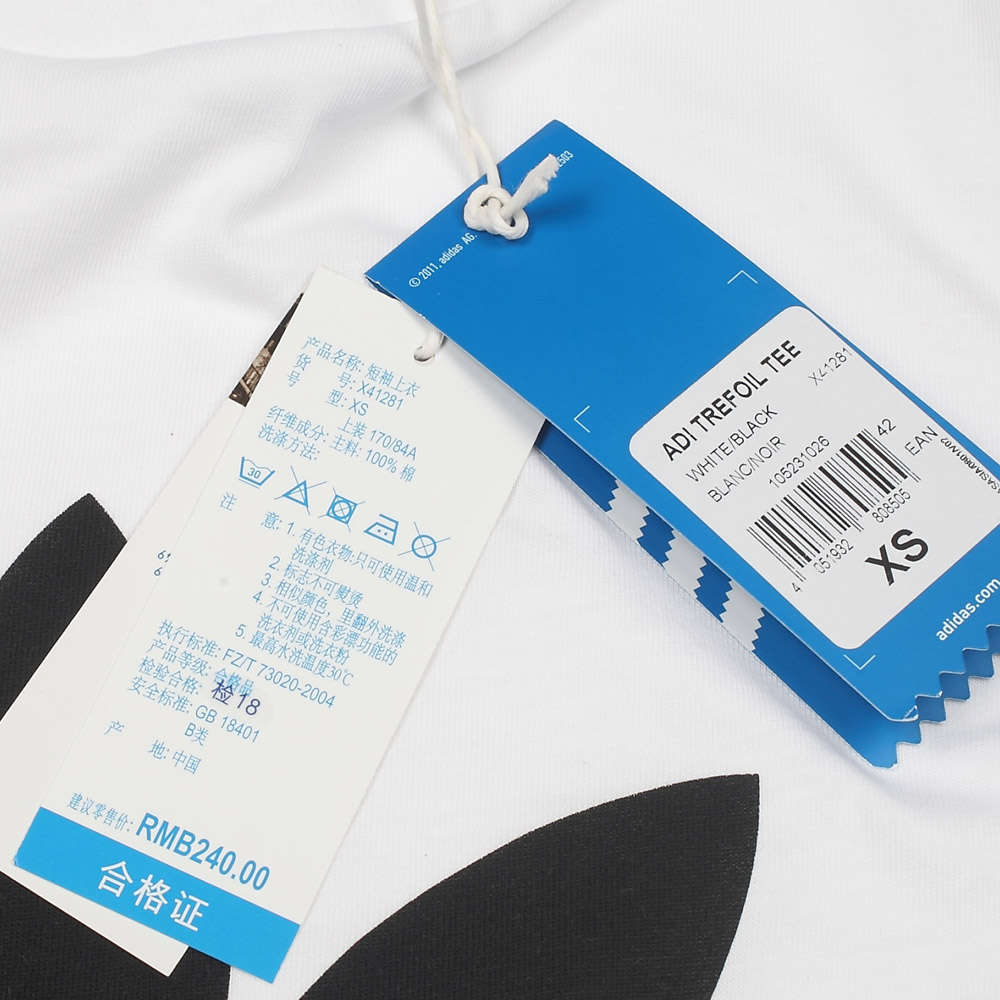 产品名称: 短袖上衣
货 号: X41281
号 型: XS
上装 170/84A
纤维成分: 主料: 100% 棉
洗涤方法:
30
注 意: 1. 有色衣物:只可使用温和
洗涤剂
2. 标志不可熨烫
3. 相似颜色，里翻外洗涤
4. 不可使用含彩漂功能的
洗衣剂或洗衣粉
5. 最高水洗温度30℃
执行标准: FZ/T 73020-2004
产品等级: 合格品
检验合格: 检18
安全标准: GB 18401
B类
产 地: 中国
建议零售价: RMB240.00
合格证
© 2011, adidas AG.
ADI TREFOIL TEE
X41281
WHITE/BLACK
BLANC/NOIR
105231026
42
EAN
4 051932 808505
XS
adidas.com